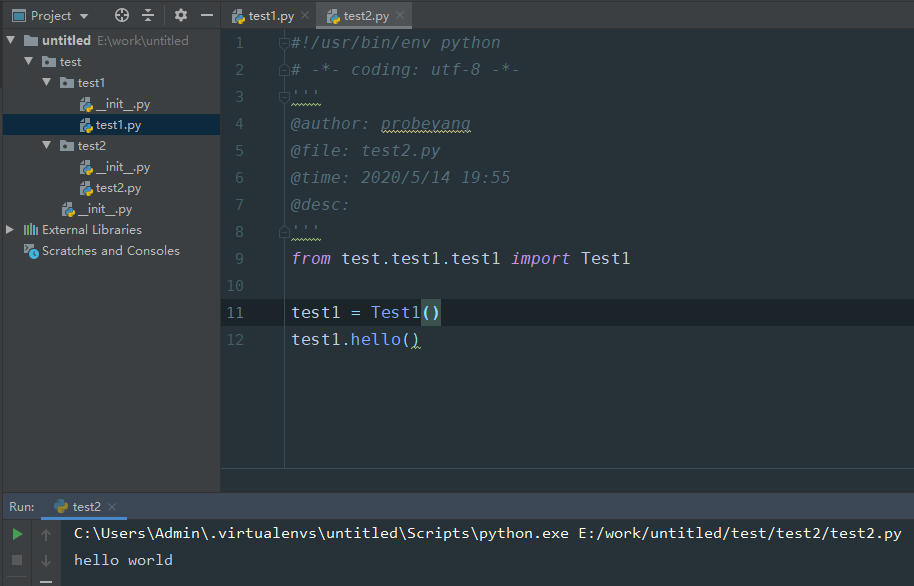 Project
test1.py
test2.py
untitled E:\work\untitled
test
test1
__init__.py
test1.py
test2
__init__.py
test2.py
__init__.py
External Libraries
Scratches and Consoles
1 #!/usr/bin/env python
2 # -*- coding: utf-8 -*-
3 '''
4 @author: probeyang
5 @file: test2.py
6 @time: 2020/5/14 19:55
7 @desc:
8 '''
9 from test.test1.test1 import Test1
10
11 test1 = Test1()
12 test1.hello()
Run: test2
C:\Users\Admin\.virtualenvs\untitled\Scripts\python.exe E:/work/untitled/test/test2/test2.py
hello world